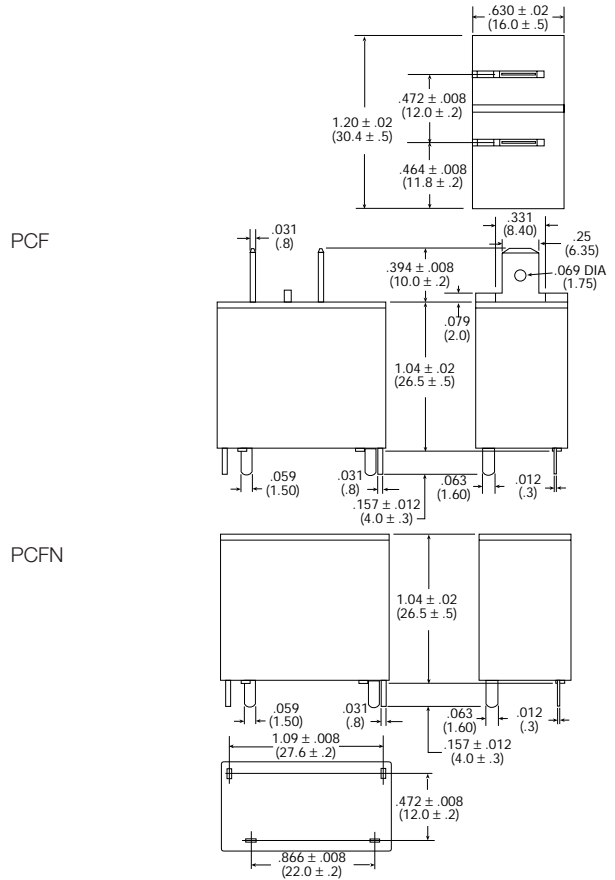 .630 ± .02
(16.0 ± .5)
.472 ± .008
(12.0 ± .2)
1.20 ± .02
(30.4 ± .5)
.464 ± .008
(11.8 ± .2)
PCF
.031
(.8)
.331
(8.40)
.25
(6.35)
.394 ± .008
(10.0 ± .2)
.069 DIA
(1.75)
.079
(2.0)
1.04 ± .02
(26.5 ± .5)
.059
(1.50)
.031
(.8)
.063
(1.60)
.012
(.3)
.157 ± .012
(4.0 ± .3)
PCFN
1.04 ± .02
(26.5 ± .5)
.059
(1.50)
.031
(.8)
.063
(1.60)
.012
(.3)
1.09 ± .008
(27.6 ± .2)
.157 ± .012
(4.0 ± .3)
.472 ± .008
(12.0 ± .2)
.866 ± .008
(22.0 ± .2)